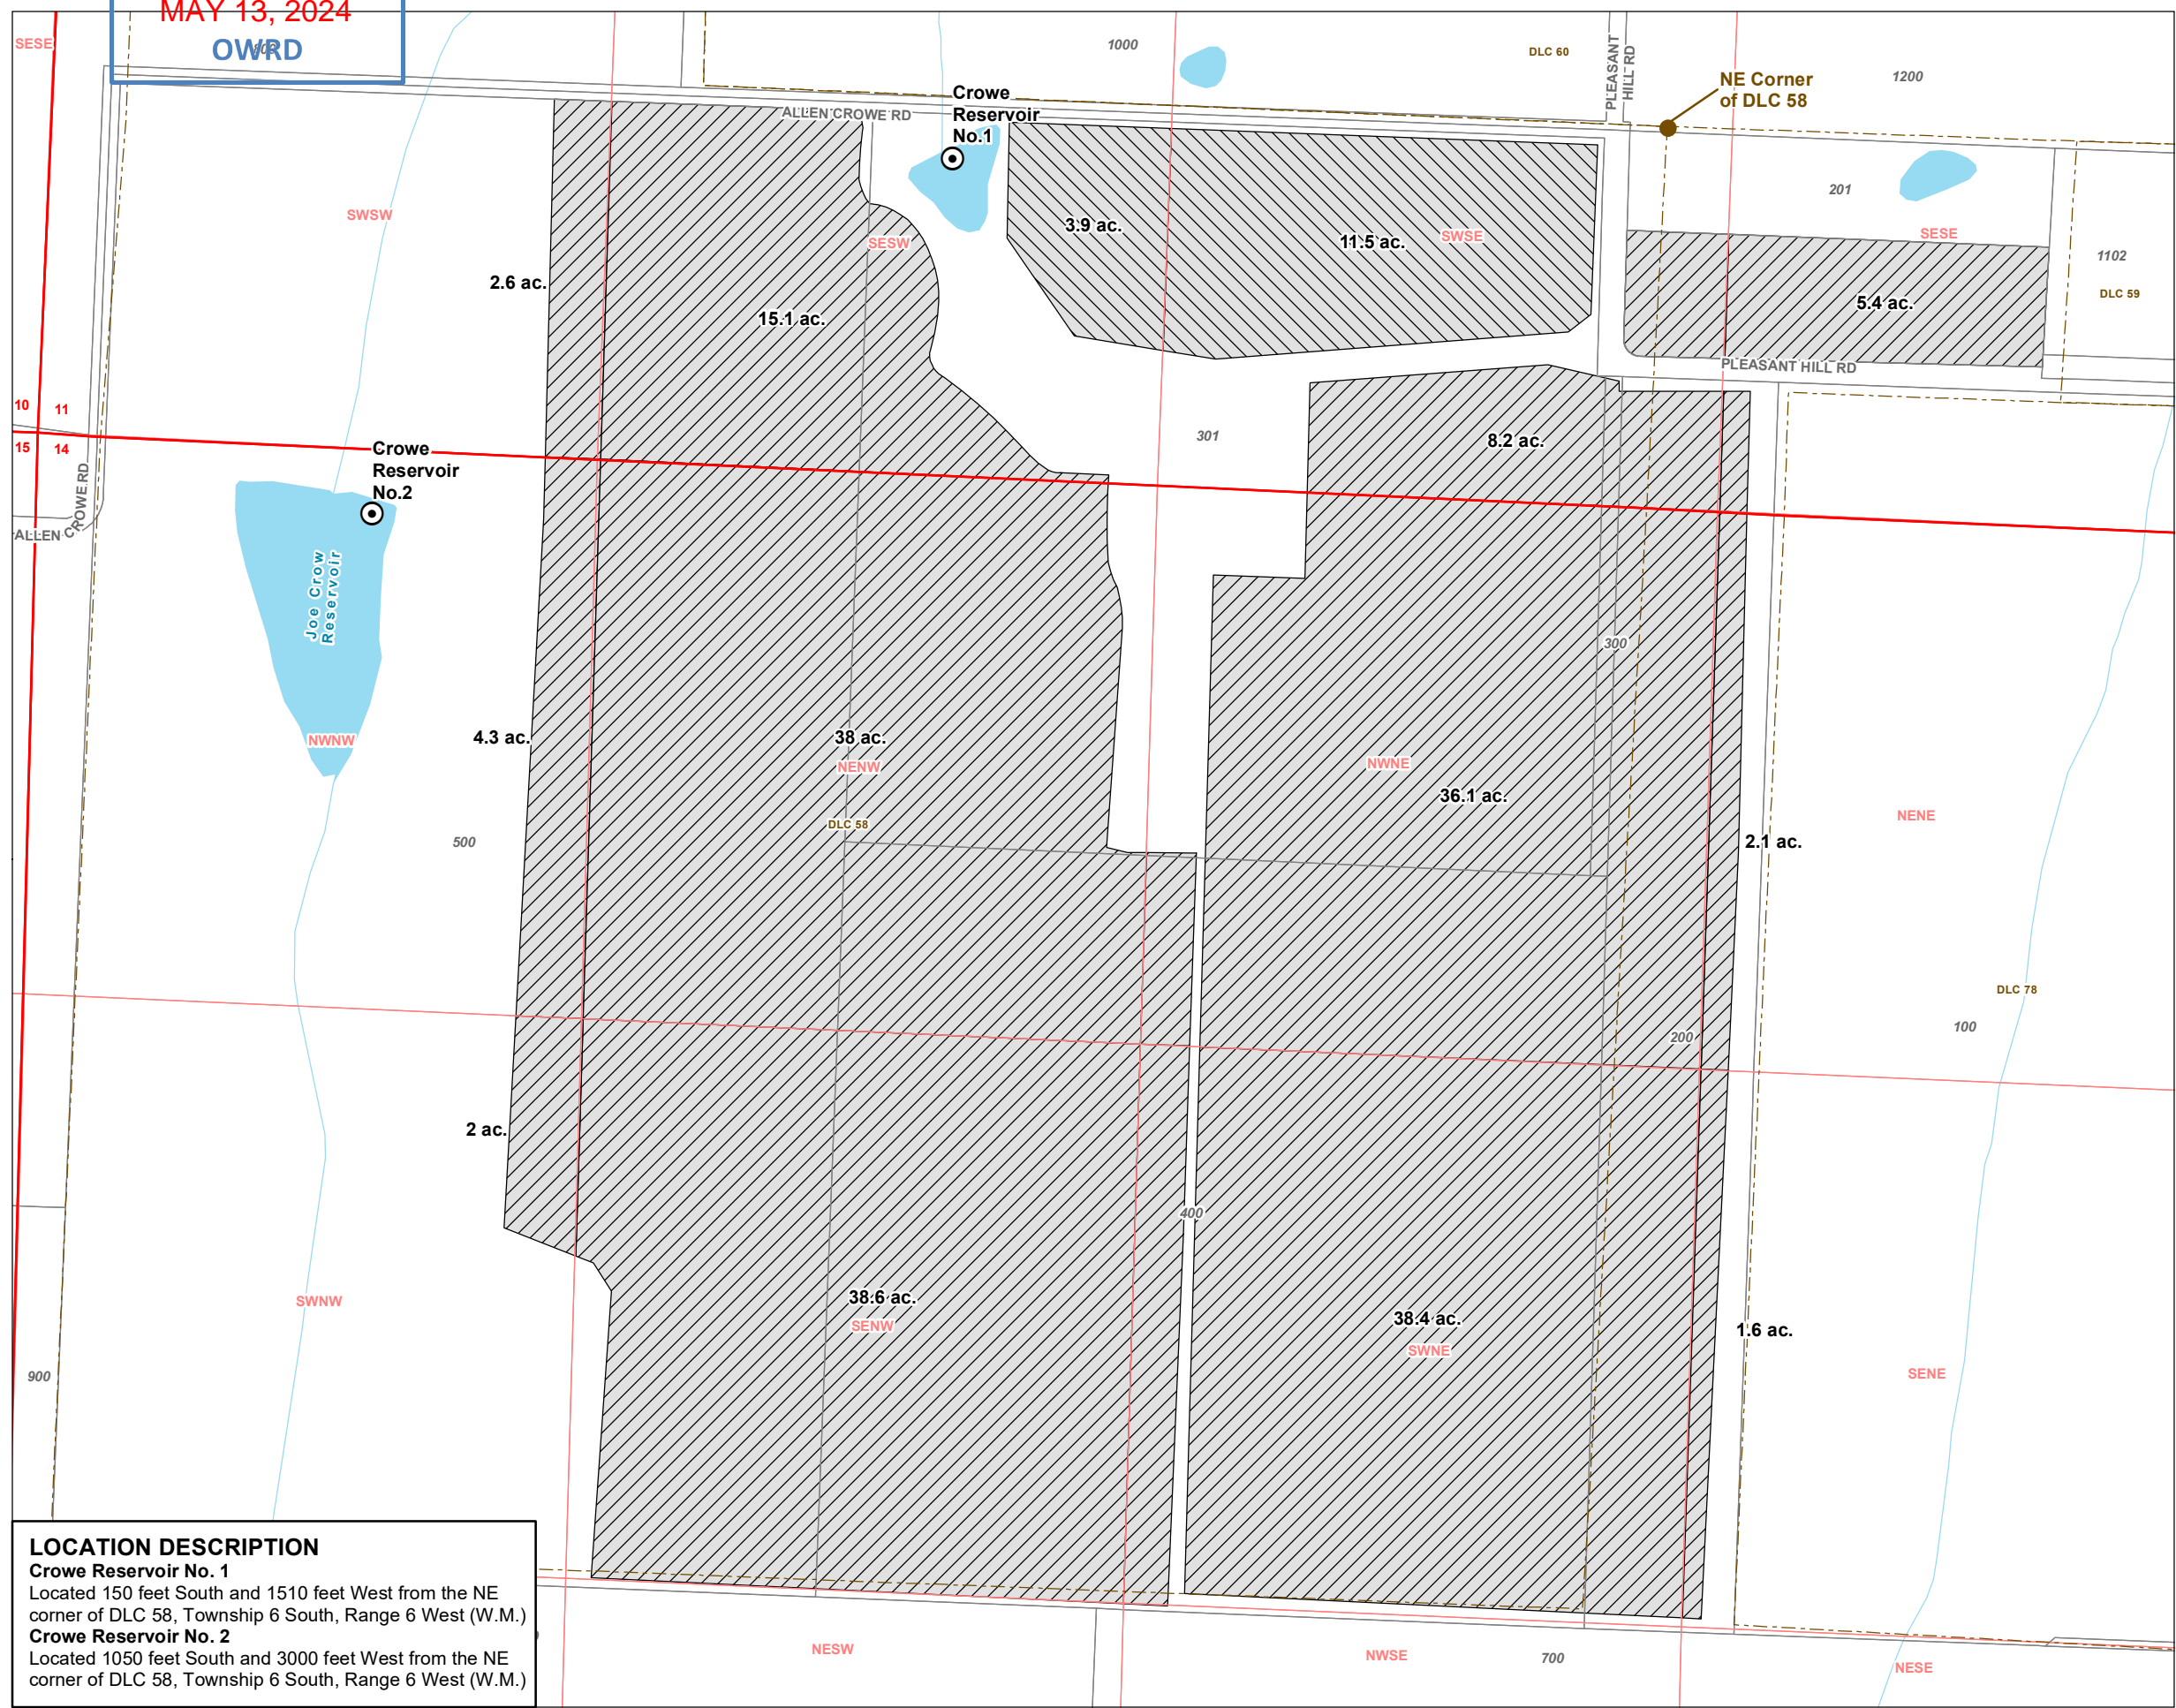 MAY 13, 2024
OWRD
SESE
800
1000
DLC 60
PLEASANT
HILL RD
NE Corner
of DLC 58
1200
Crowe
Reservoir
No.1
ALLEN CROWE RD
SWSW
SESW
3.9 ac.
11.5 ac.
SWSE
201
SESE
1102
DLC 59
2.6 ac.
15.1 ac.
5.4 ac.
PLEASANT HILL RD
10
11
15
14
301
8.2 ac.
Crowe
Reservoir
No.2
ALLEN
CROWE RD
Joe Crow
Reservoir
300
4.3 ac.
38 ac.
NWNW
NENW
NWNE
36.1 ac.
DLC 58
500
2.1 ac.
NENE
DLC 78
100
200
2 ac.
400
38.6 ac.
SWNW
SENW
38.4 ac.
SWNE
1.6 ac.
SENE
900
LOCATION DESCRIPTION
Crowe Reservoir No. 1
Located 150 feet South and 1510 feet West from the NE
corner of DLC 58, Township 6 South, Range 6 West (W.M.)
Crowe Reservoir No. 2
Located 1050 feet South and 3000 feet West from the NE
corner of DLC 58, Township 6 South, Range 6 West (W.M.)
NESW
NWSE
700
NESE